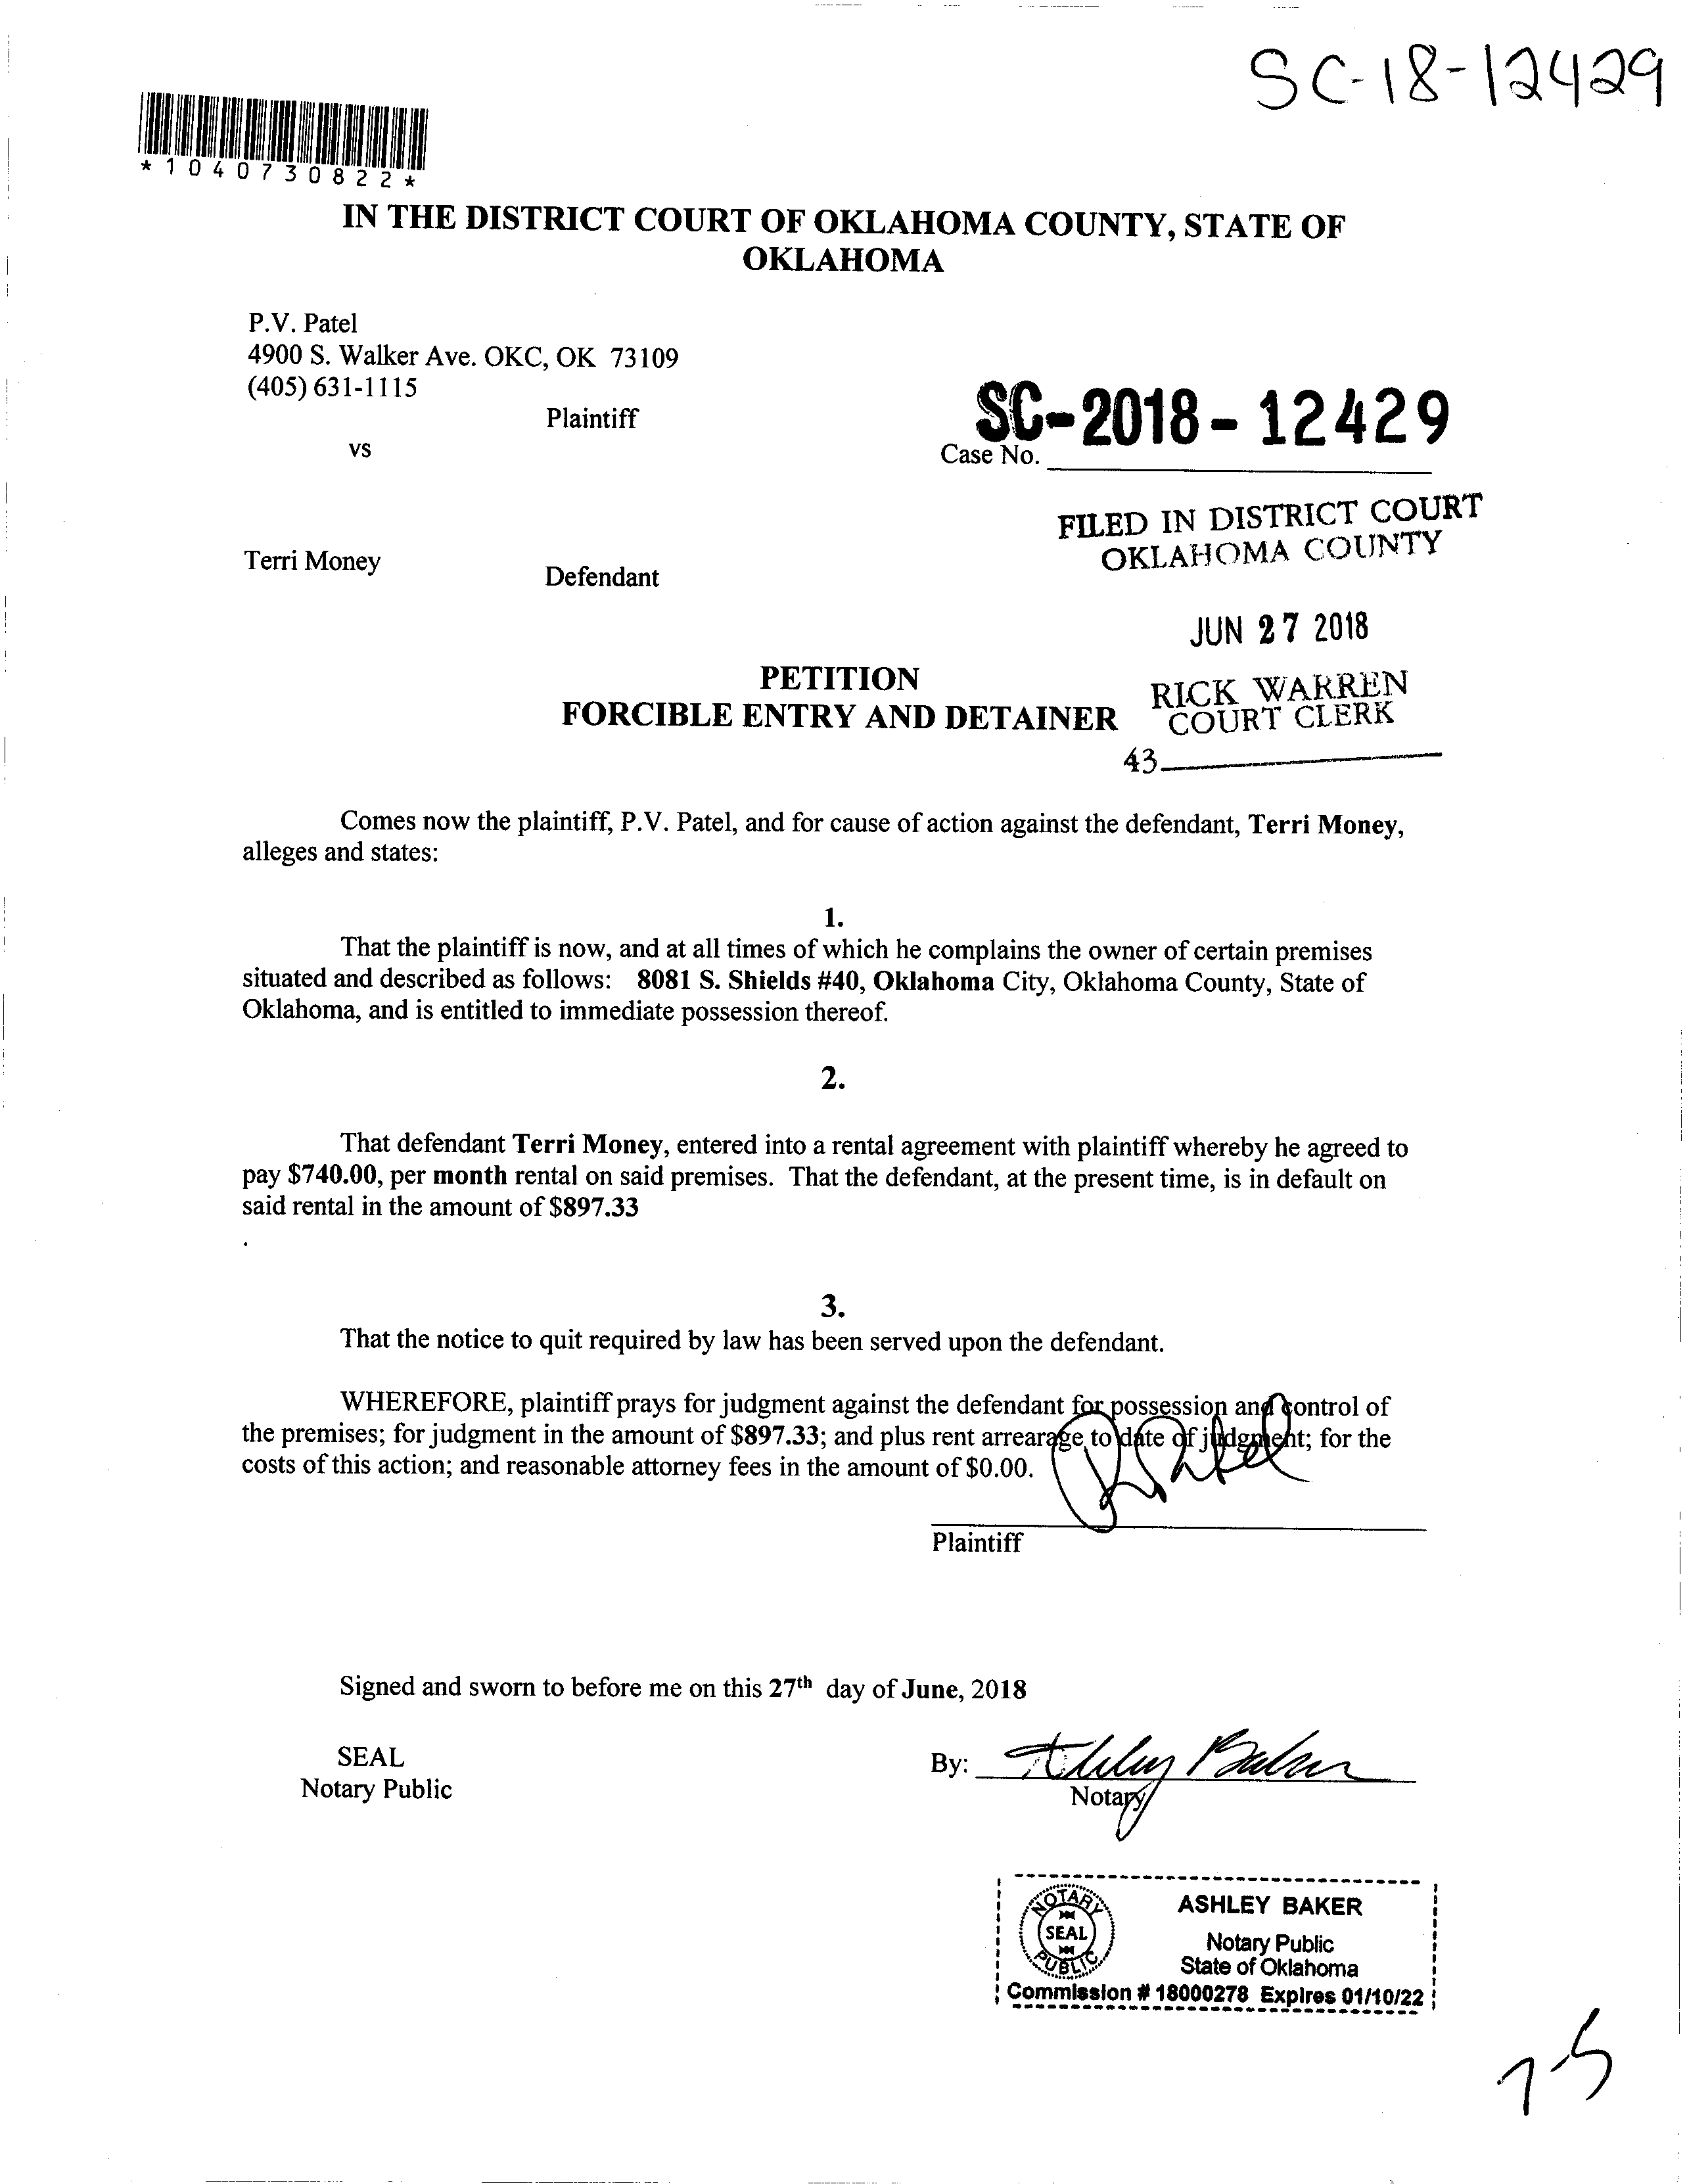 SC-18-12429
*1040730822*
IN THE DISTRICT COURT OF OKLAHOMA COUNTY, STATE OF
OKLAHOMA
P.V. Patel
4900 S. Walker Ave. OKC, OK 73109
(405) 631-1115
Plaintiff
vs
SC-2018-12429
Case No.
FILED IN DISTRICT COURT
OKLAHOMA COUNTY
Terri Money
Defendant
JUN 27 2018
PETITION
FORCIBLE ENTRY AND DETAINER
RICK WARREN
COURT CLERK
43
Comes now the plaintiff, P.V. Patel, and for cause of action against the defendant, Terri Money,
alleges and states:
1.
That the plaintiff is now, and at all times of which he complains the owner of certain premises
situated and described as follows: 8081 S. Shields #40, Oklahoma City, Oklahoma County, State of
Oklahoma, and is entitled to immediate possession thereof.
2.
That defendant Terri Money, entered into a rental agreement with plaintiff whereby he agreed to
pay $740.00, per month rental on said premises. That the defendant, at the present time, is in default on
said rental in the amount of $897.33
.
3.
That the notice to quit required by law has been served upon the defendant.
WHEREFORE, plaintiff prays for judgment against the defendant for possession and control of
the premises; for judgment in the amount of $897.33; and plus rent arrearage to date of judgment; for the
costs of this action; and reasonable attorney fees in the amount of $0.00.
Plaintiff
Signed and sworn to before me on this 27th day of June, 2018
SEAL
Notary Public
By: Ashley Baker
Notary
NOTARY
SEAL
PUBLIC
ASHLEY BAKER
Notary Public
State of Oklahoma
Commission # 18000278 Expires 01/10/22